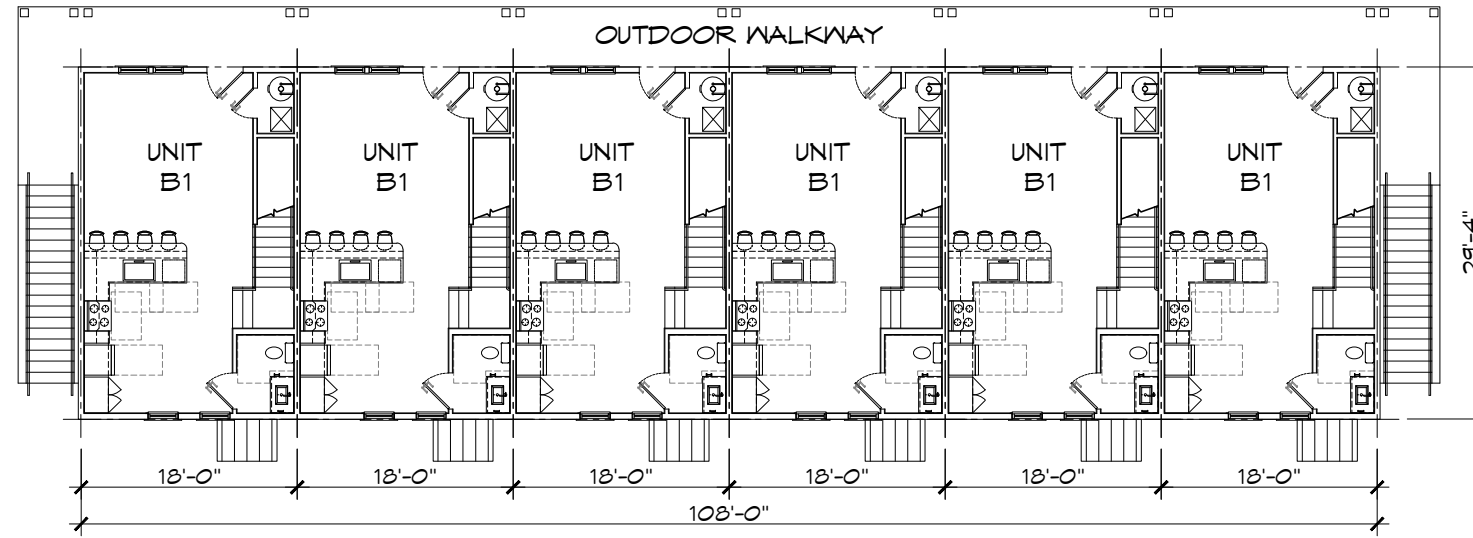 OUTDOOR WALKWAY
UNIT
B1
UNIT
B1
UNIT
B1
UNIT
B1
UNIT
B1
UNIT
B1
29'-4"
18'-0"
18'-0"
18'-0"
18'-0"
18'-0"
18'-0"
108'-0"